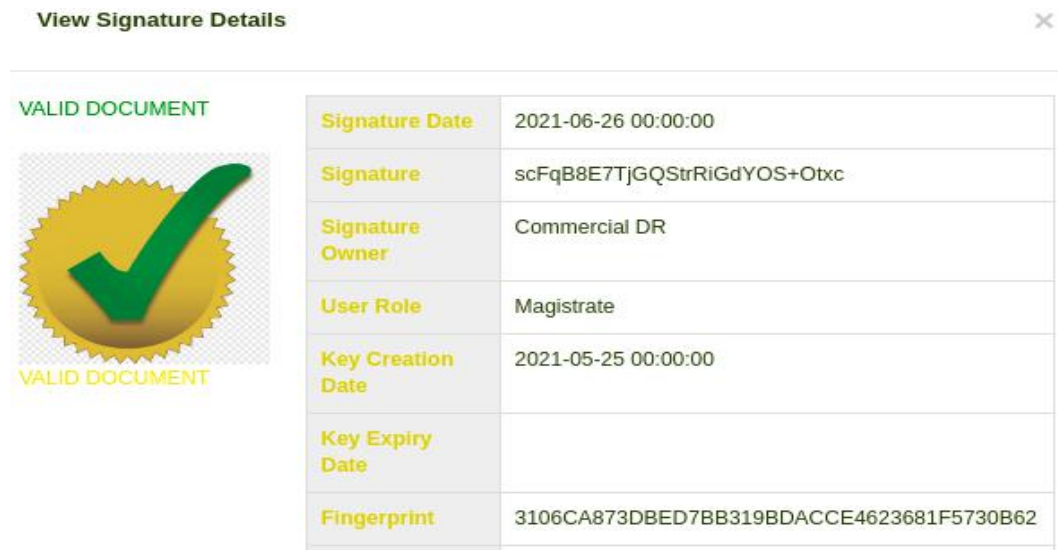 View Signature Details
×
VALID DOCUMENT
VALID DOCUMENT
Signature Date 2021-06-26 00:00:00
Signature scFqB8E7TjGQStrRiGdYOS+Otxc
Signature
Owner
Commercial DR
User Role Magistrate
Key Creation
Date
2021-05-25 00:00:00
Key Expiry
Date
Fingerprint 3106CA873DBED7BB319BDACCE4623681F5730B62